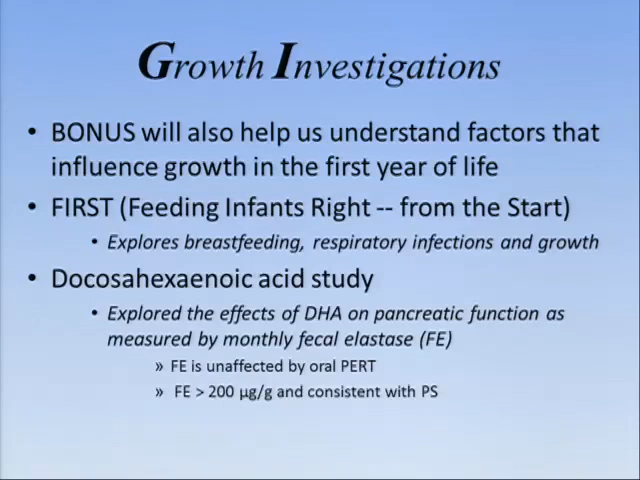 Growth Investigations
• BONUS will also help us understand factors that
influence growth in the first year of life
• FIRST (Feeding Infants Right -- from the Start)
• Explores breastfeeding, respiratory infections and growth
• Docosahexaenoic acid study
• Explored the effects of DHA on pancreatic function as
measured by monthly fecal elastase (FE)
» FE is unaffected by oral PERT
» FE > 200 µg/g and consistent with PS